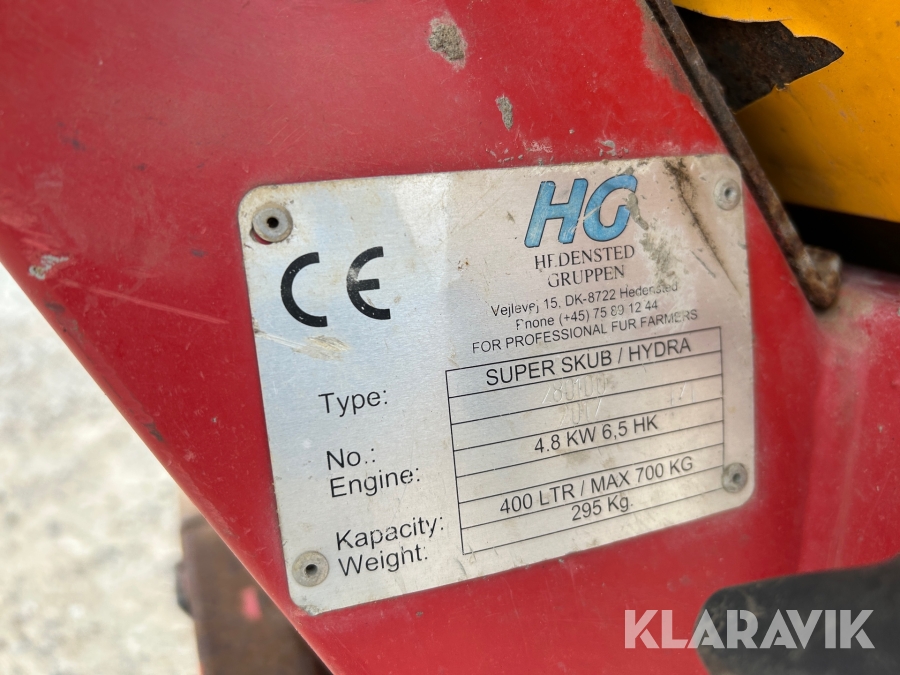 HG
HEDENSTED
GRUPPEN
Vejlevej 15, DK-8722 Hedensted
Phone (+45) 75 89 12 44
FOR PROFESSIONAL FUR FARMERS
CE
Type: SUPER SKUB / HYDRA
No.:
Engine: 4.8 KW 6,5 HK
Kapacity: 400 LTR / MAX 700 KG
Weight: 295 Kg.
KLARAVIK